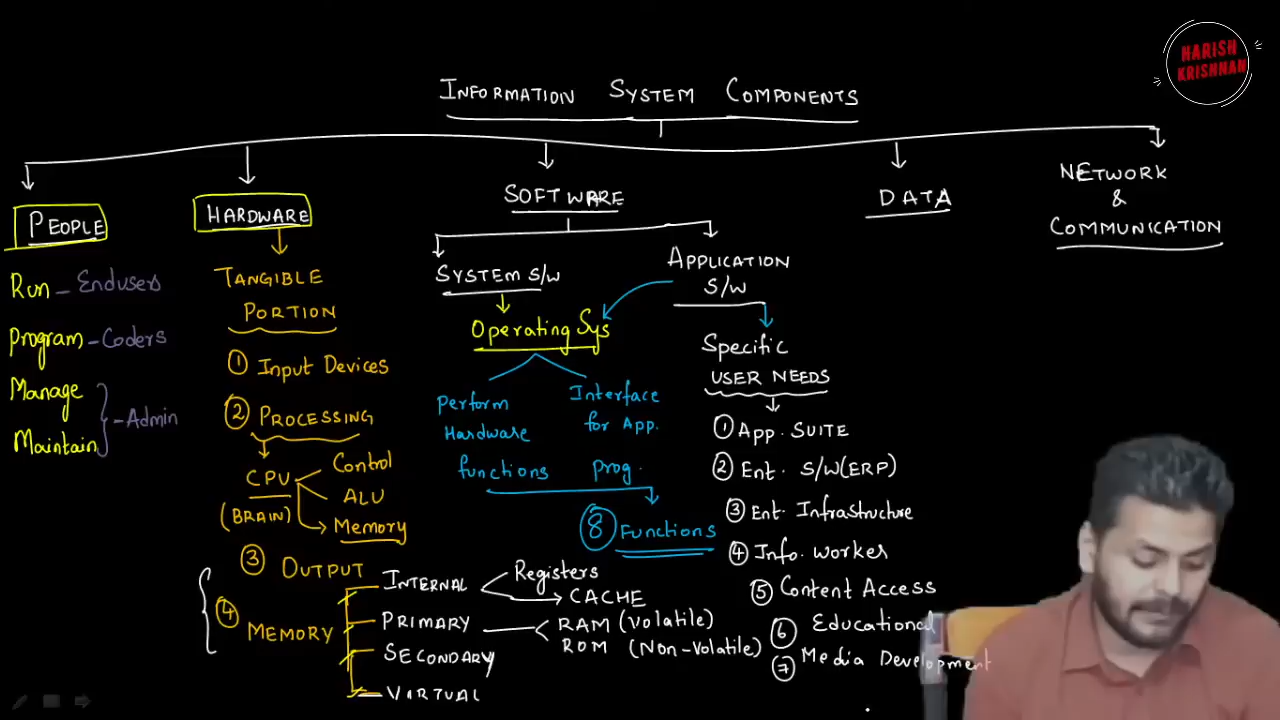 NARISH
KRISHNAN
INFORMATION SYSTEM COMPONENTS
PEOPLE
Run - Endusers
Program - Coders
Manage
Maintain
- Admin
HARDWARE
TANGIBLE
PORTION
① Input Devices
② PROCESSING
CPU
(BRAIN)
Control
ALU
Memory
③ OUTPUT
④ MEMORY
INTERNAL
Registers
CACHE
PRIMARY
RAM (Volatile)
ROM (Non-Volatile)
SECONDARY
VIRTUAL
SOFTWARE
SYSTEM S/W
Operating Sys
Perform
Hardware
functions
Interface
for App.
prog.
⑧ Functions
APPLICATION
S/W
Specific
USER NEEDS
① App. SUITE
② Ent. S/W (ERP)
③ Ent. Infrastructure
④ Info. worker
⑤ Content Access
⑥ Educational
⑦ Media Development
DATA
NETWORK
&
COMMUNICATION